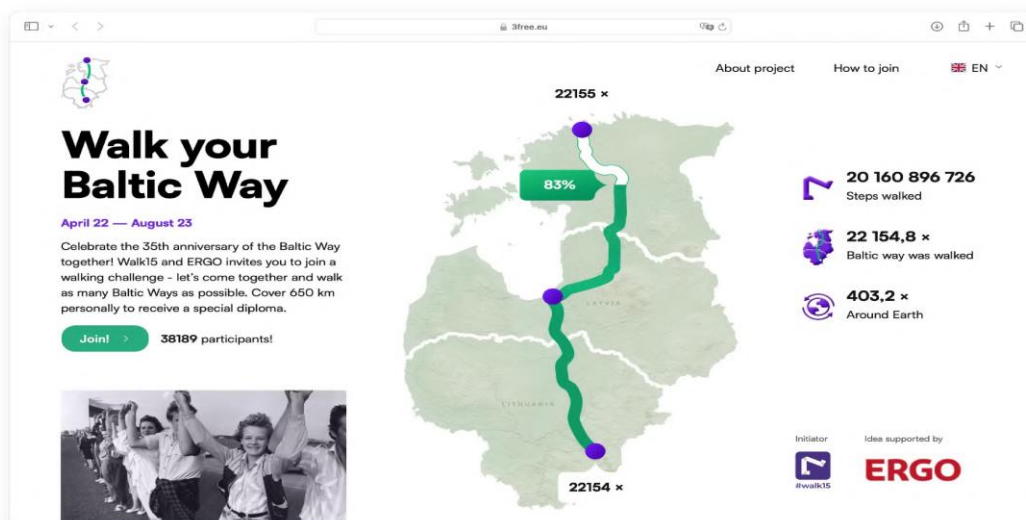 3free.eu
About project
How to join
EN
22155 ×
Walk your
Baltic Way
April 22 — August 23
Celebrate the 35th anniversary of the Baltic Way
together! Walk15 and ERGO invites you to join a
walking challenge - let's come together and walk
as many Baltic Ways as possible. Cover 650 km
personally to receive a special diploma.
Join! >
38189 participants!
83%
LATVIA
LITHUANIA
22154 ×
20 160 896 726
Steps walked
22 154,8 ×
Baltic way was walked
403,2 ×
Around Earth
Initiator
#walk15
Idea supported by
ERGO